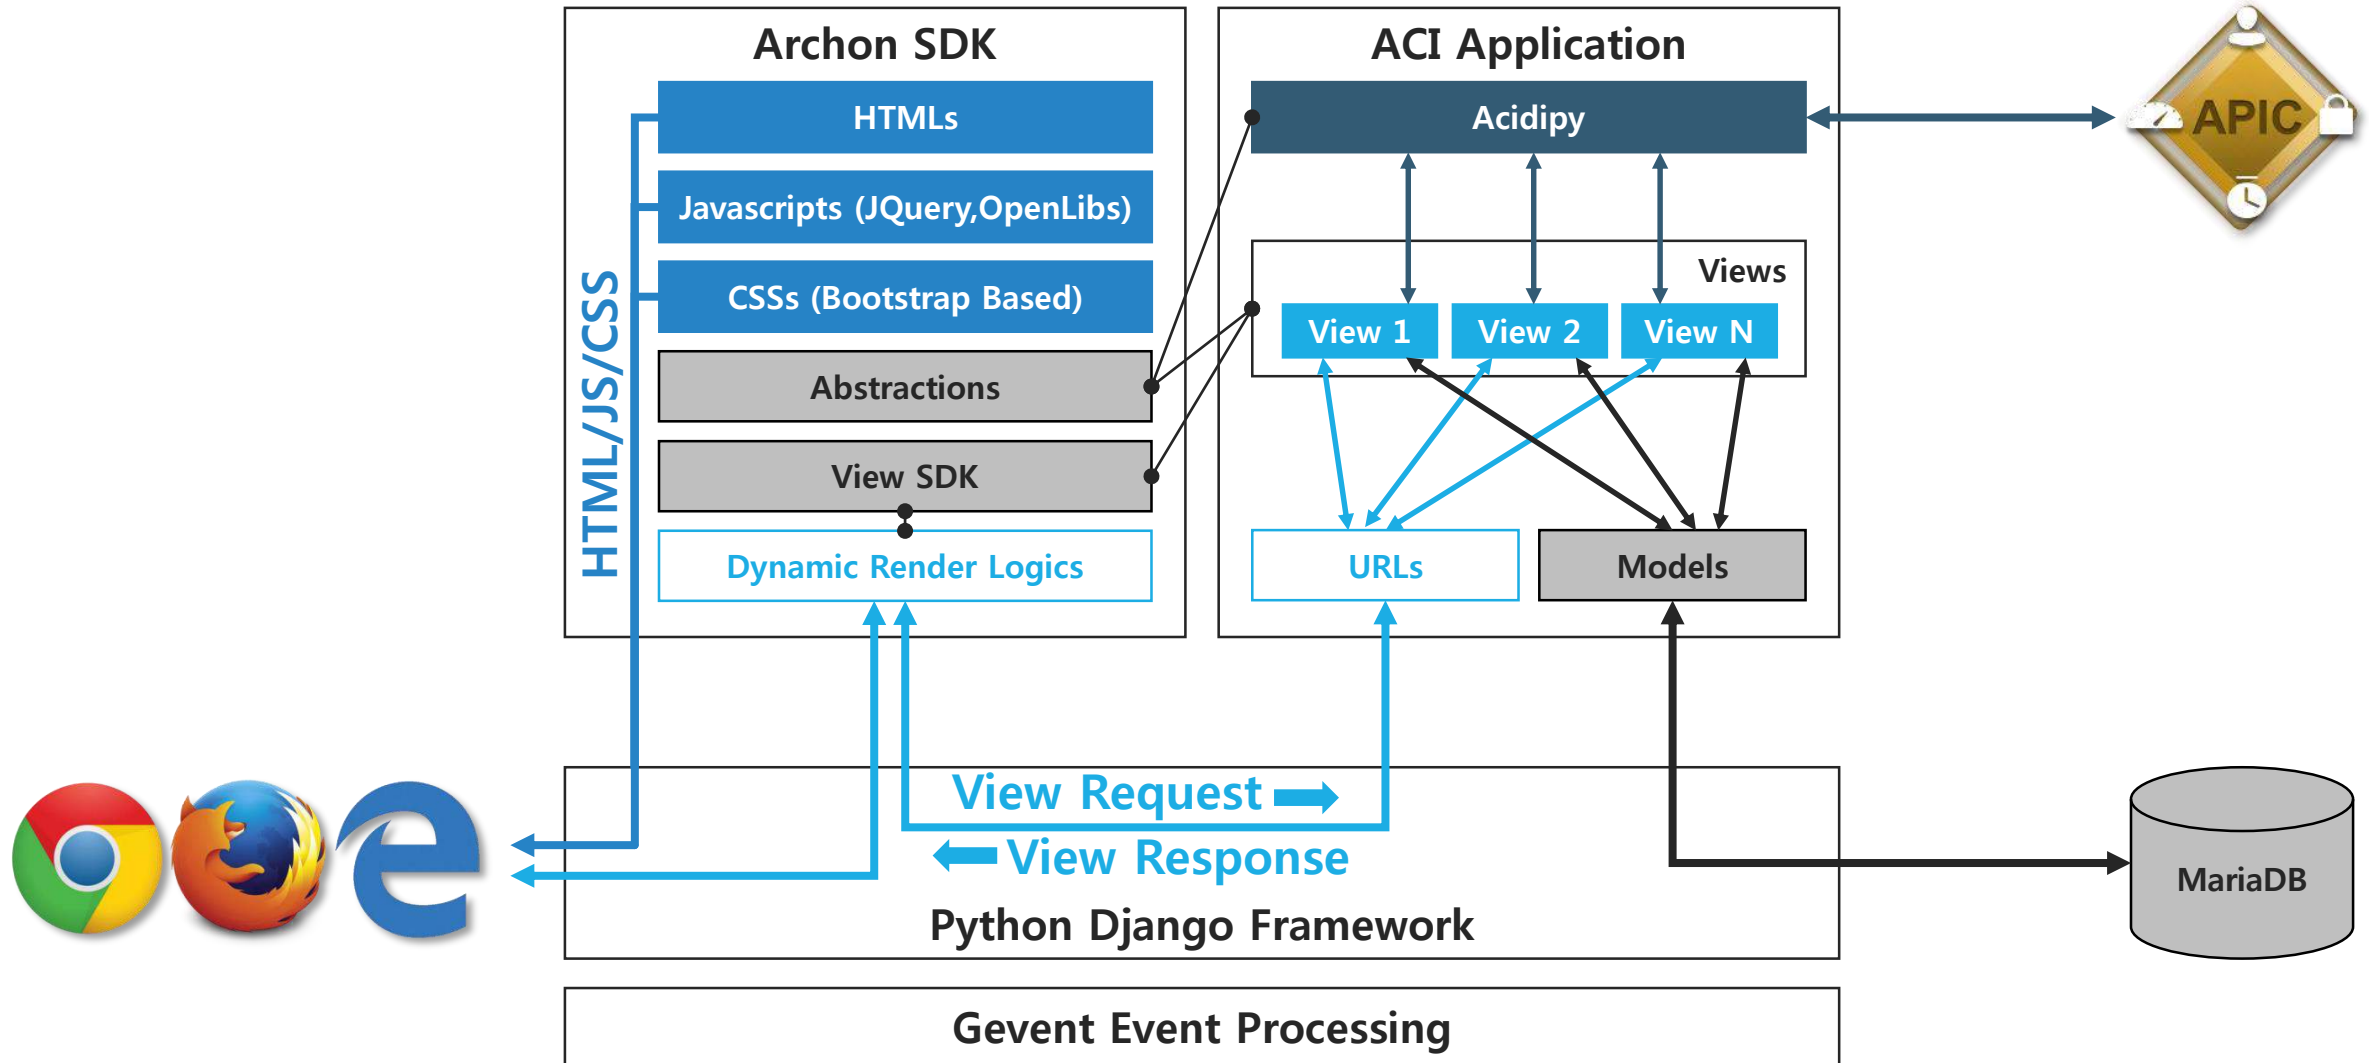 Archon SDK
HTMLs
Javascripts (JQuery,OpenLibs)
CSSs (Bootstrap Based)
Abstractions
View SDK
Dynamic Render Logics
HTML/JS/CSS
ACI Application
Acidipy
Views
View 1
View 2
View N
URLs
Models
APIC
View Request
View Response
Python Django Framework
MariaDB
Gevent Event Processing